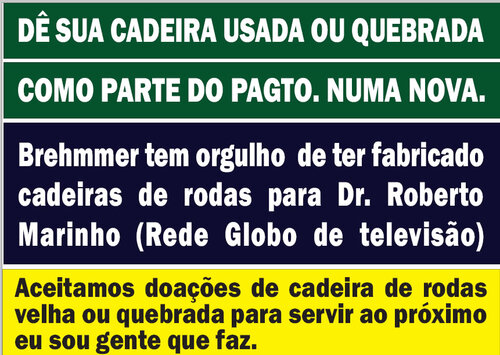 DÊ SUA CADEIRA USADA OU QUEBRADA
COMO PARTE DO PAGTO. NUMA NOVA.
Brehmmer tem orgulho de ter fabricado
cadeiras de rodas para Dr. Roberto
Marinho (Rede Globo de televisão)
Aceitamos doações de cadeira de rodas
velha ou quebrada para servir ao próximo
eu sou gente que faz.